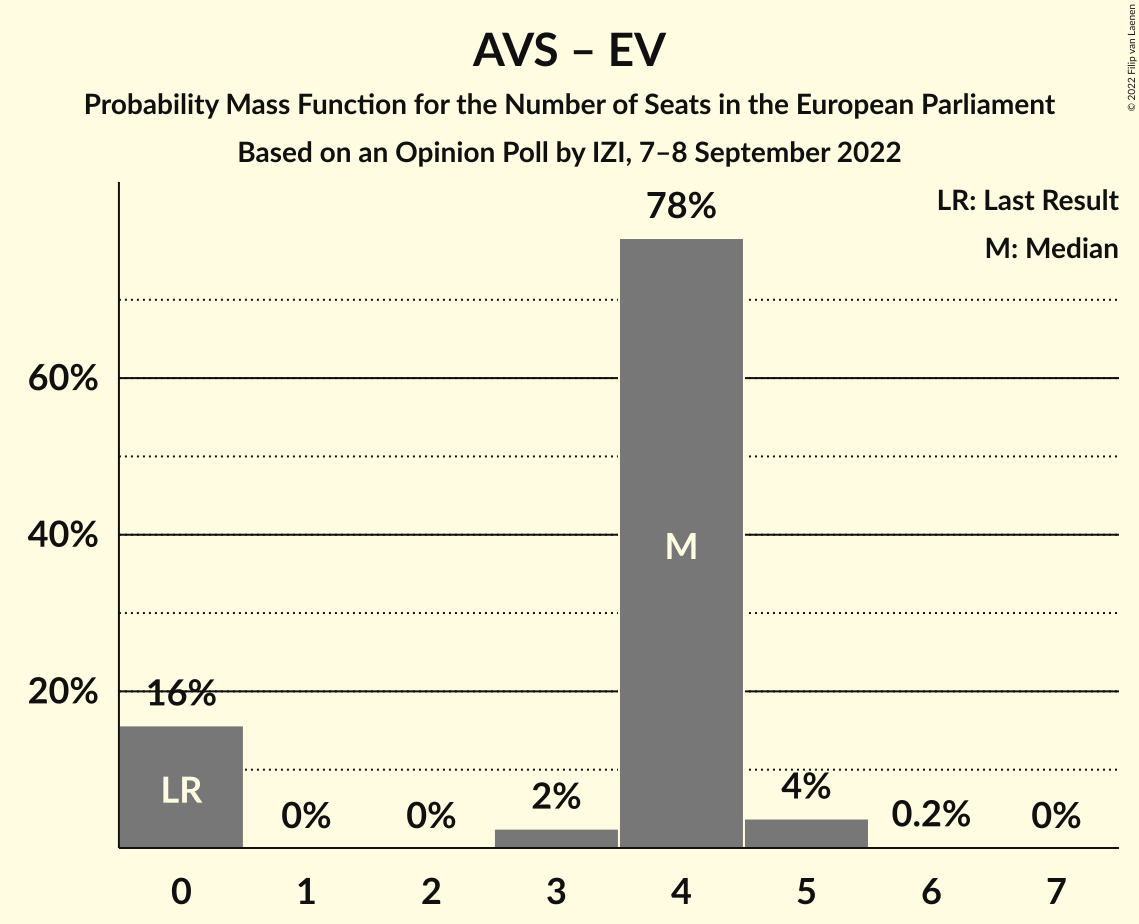 AVS – EV
Probability Mass Function for the Number of Seats in the European Parliament
Based on an Opinion Poll by IZI, 7–8 September 2022
© 2022 Filip van Laenen
LR: Last Result
M: Median
78%
60%
40%
20%
16%
0%
0%
2%
4%
0.2%
0%
LR
M
0 1 2 3 4 5 6 7